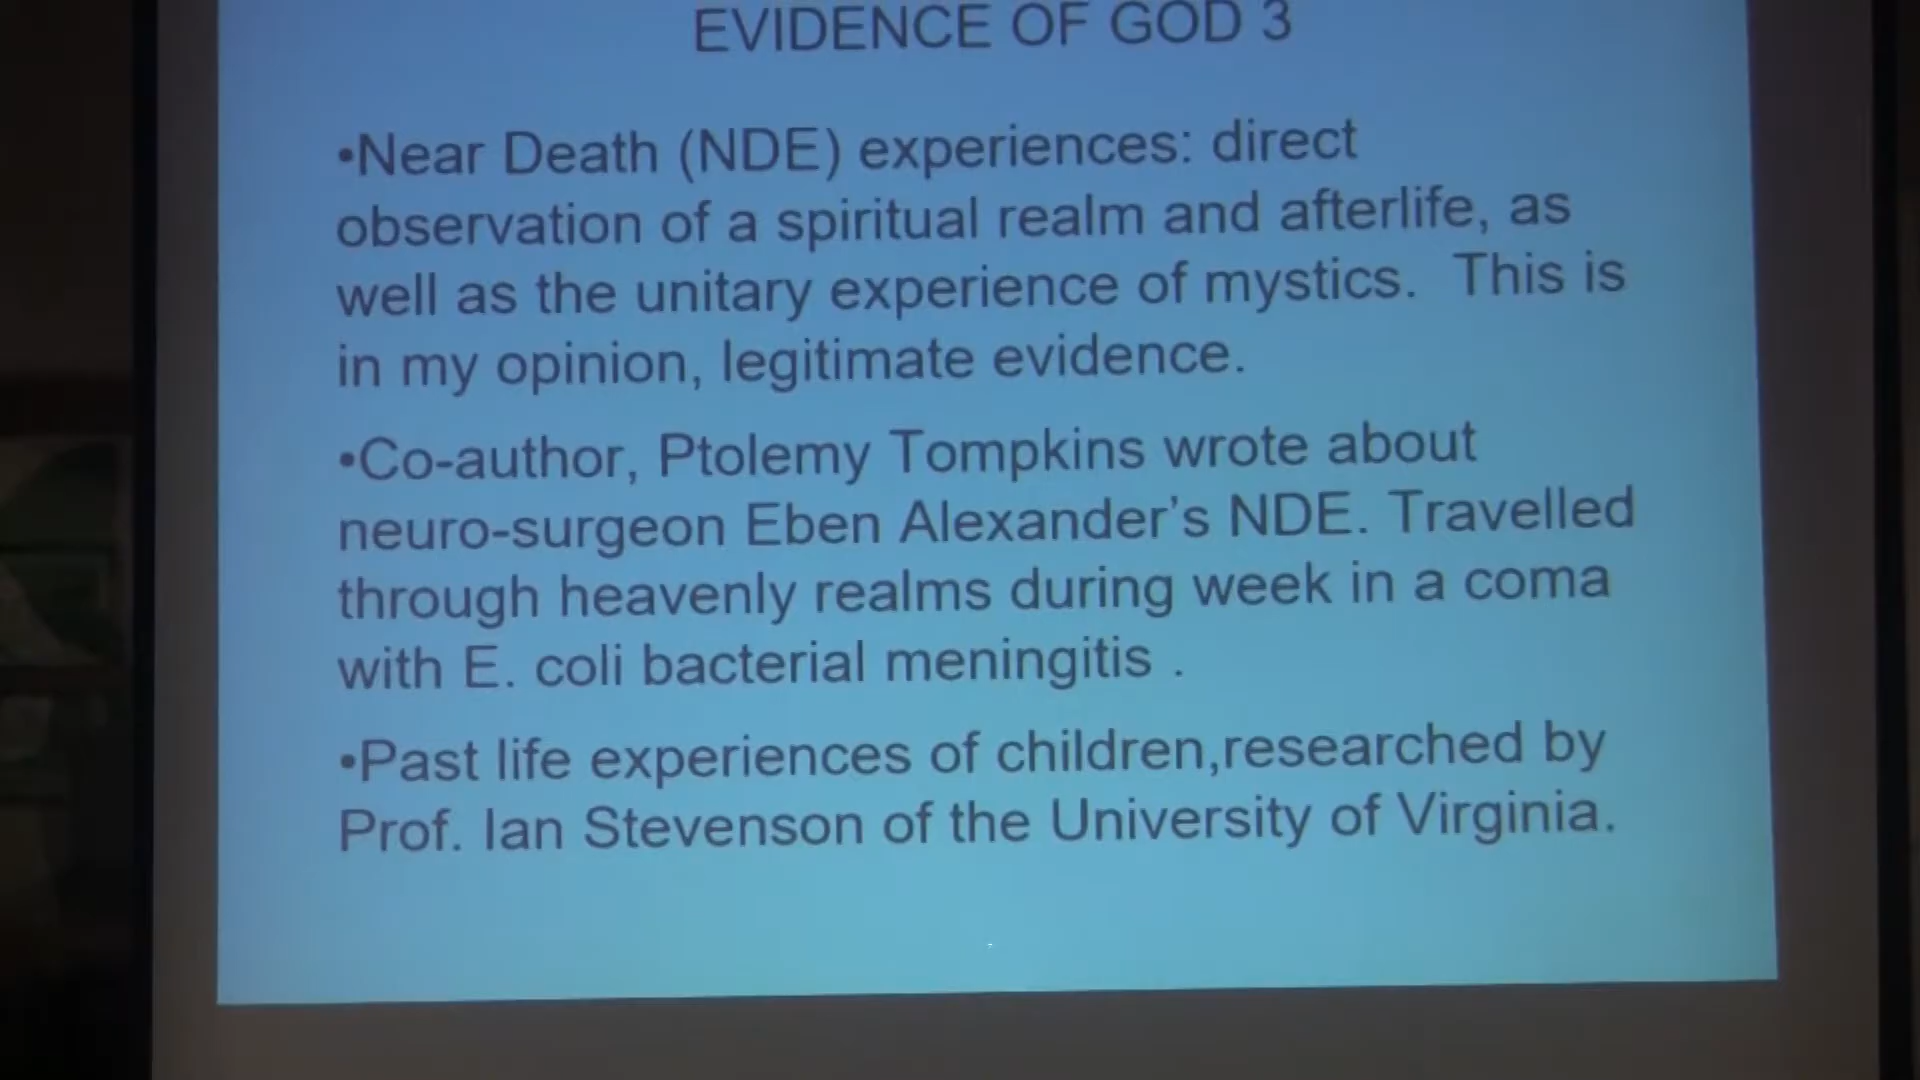 EVIDENCE OF GOD 3
•Near Death (NDE) experiences: direct
observation of a spiritual realm and afterlife, as
well as the unitary experience of mystics. This is
in my opinion, legitimate evidence.
•Co-author, Ptolemy Tompkins wrote about
neuro-surgeon Eben Alexander's NDE. Travelled
through heavenly realms during week in a coma
with E. coli bacterial meningitis .
•Past life experiences of children,researched by
Prof. Ian Stevenson of the University of Virginia.